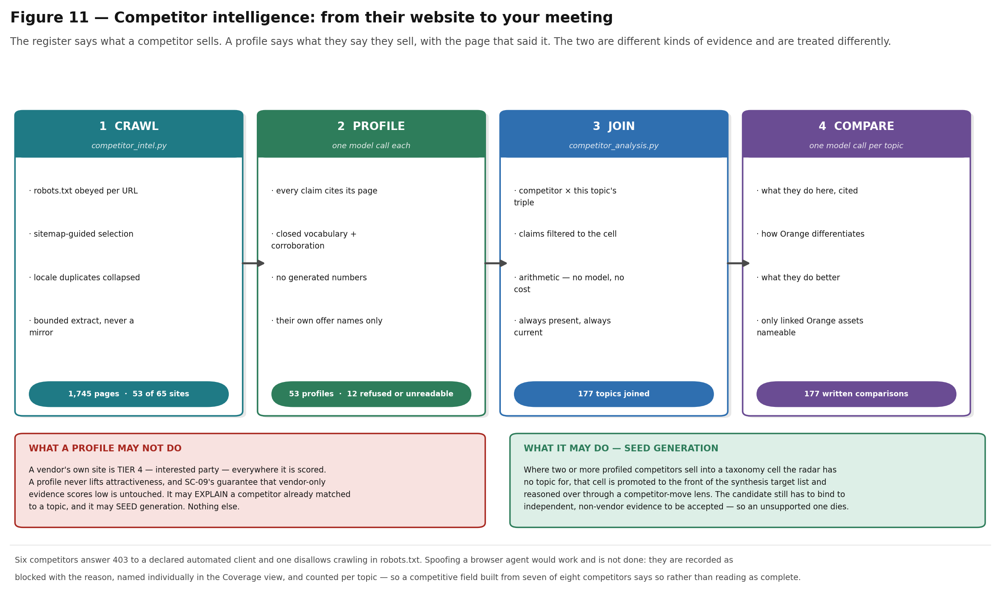 Figure 11 — Competitor intelligence: from their website to your meeting
The register says what a competitor sells. A profile says what they say they sell, with the page that said it. The two are different kinds of evidence and are treated differently.
1  CRAWL
competitor_intel.py
· robots.txt obeyed per URL
· sitemap-guided selection
· locale duplicates collapsed
· bounded extract, never a
mirror
1,745 pages  ·  53 of 65 sites
2  PROFILE
one model call each
· every claim cites its page
· closed vocabulary +
corroboration
· no generated numbers
· their own offer names only
53 profiles  ·  12 refused or unreadable
3  JOIN
competitor_analysis.py
· competitor × this topic's
triple
· claims filtered to the cell
· arithmetic — no model, no
cost
· always present, always
current
177 topics joined
4  COMPARE
one model call per topic
· what they do here, cited
· how Orange differentiates
· what they do better
· only linked Orange assets
nameable
177 written comparisons
WHAT A PROFILE MAY NOT DO
A vendor's own site is TIER 4 — interested party — everywhere it is scored.
A profile never lifts attractiveness, and SC-09's guarantee that vendor-only
evidence scores low is untouched. It may EXPLAIN a competitor already matched
to a topic, and it may SEED generation. Nothing else.
WHAT IT MAY DO — SEED GENERATION
Where two or more profiled competitors sell into a taxonomy cell the radar has
no topic for, that cell is promoted to the front of the synthesis target list and
reasoned over through a competitor-move lens. The candidate still has to bind to
independent, non-vendor evidence to be accepted — so an unsupported one dies.
Six competitors answer 403 to a declared automated client and one disallows crawling in robots.txt. Spoofing a browser agent would work and is not done: they are recorded as
blocked with the reason, named individually in the Coverage view, and counted per topic — so a competitive field built from seven of eight competitors says so rather than reading as complete.